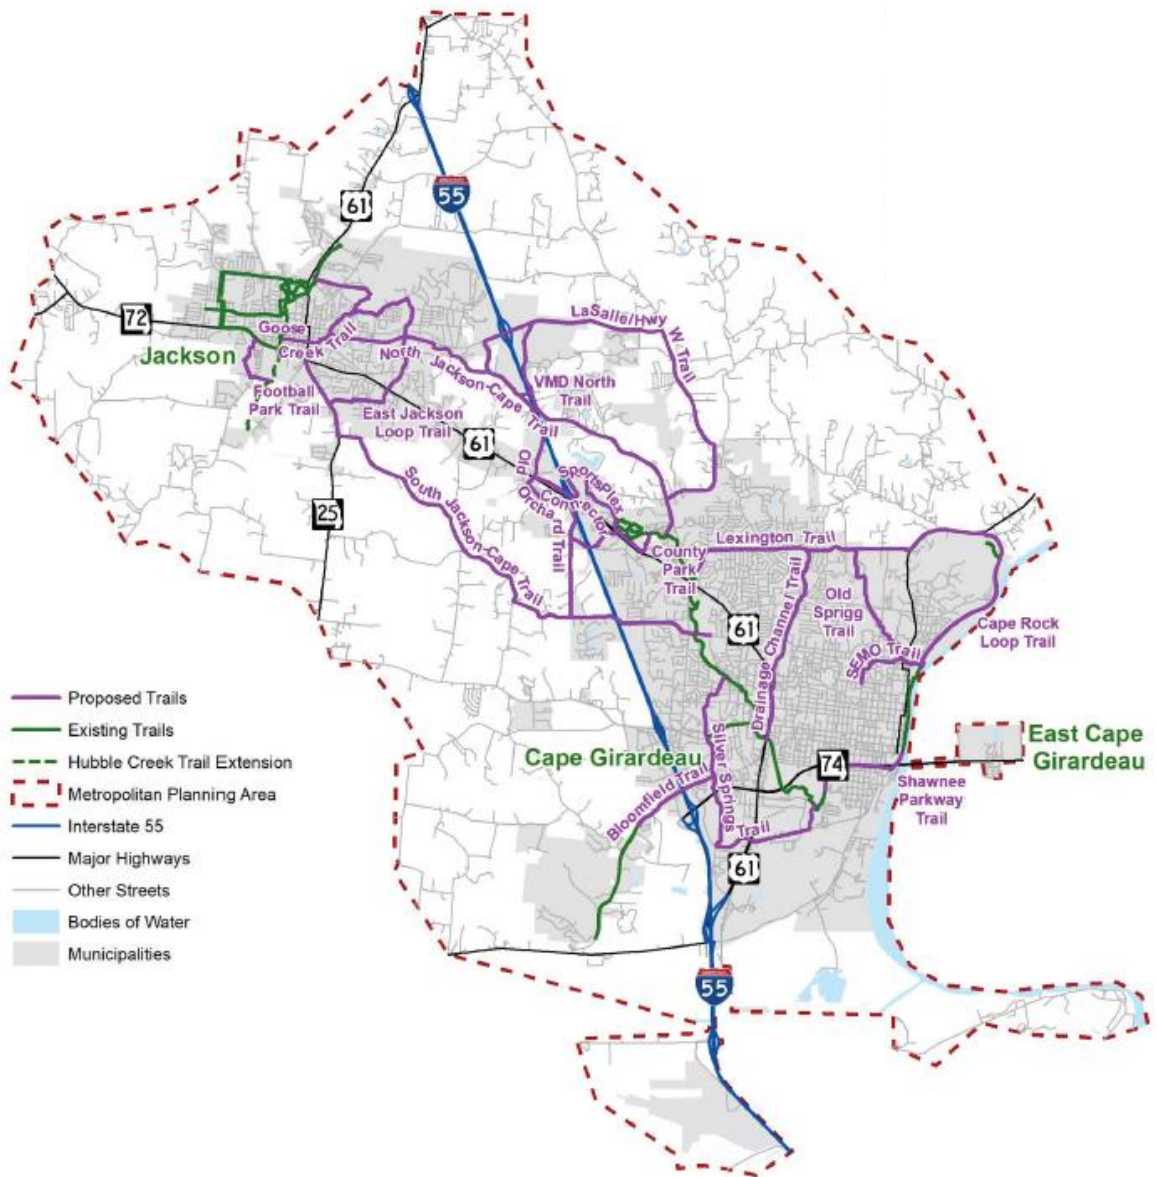 55
61
LaSalle/Hwy W Trail
72
Goose
Creek Trail
Jackson
North Jackson-Cape Trail
VMD North
Trail
Football
Park Trail
East Jackson
Loop Trail
61
Old Orchard Trail
SportsPlex
Connector
South Jackson-Cape Trail
25
Lexington Trail
County
Park
Trail
Drainage Channel Trail
Old
Sprigg
Trail
61
Cape Rock
Loop Trail
SEMO Trail
Proposed Trails
Existing Trails
Hubble Creek Trail Extension
Metropolitan Planning Area
Interstate 55
Major Highways
Other Streets
Bodies of Water
Municipalities
Cape Girardeau
Silver Springs Trail
Bloomfield Trail
74
East Cape
Girardeau
Shawnee
Parkway
Trail
61
55